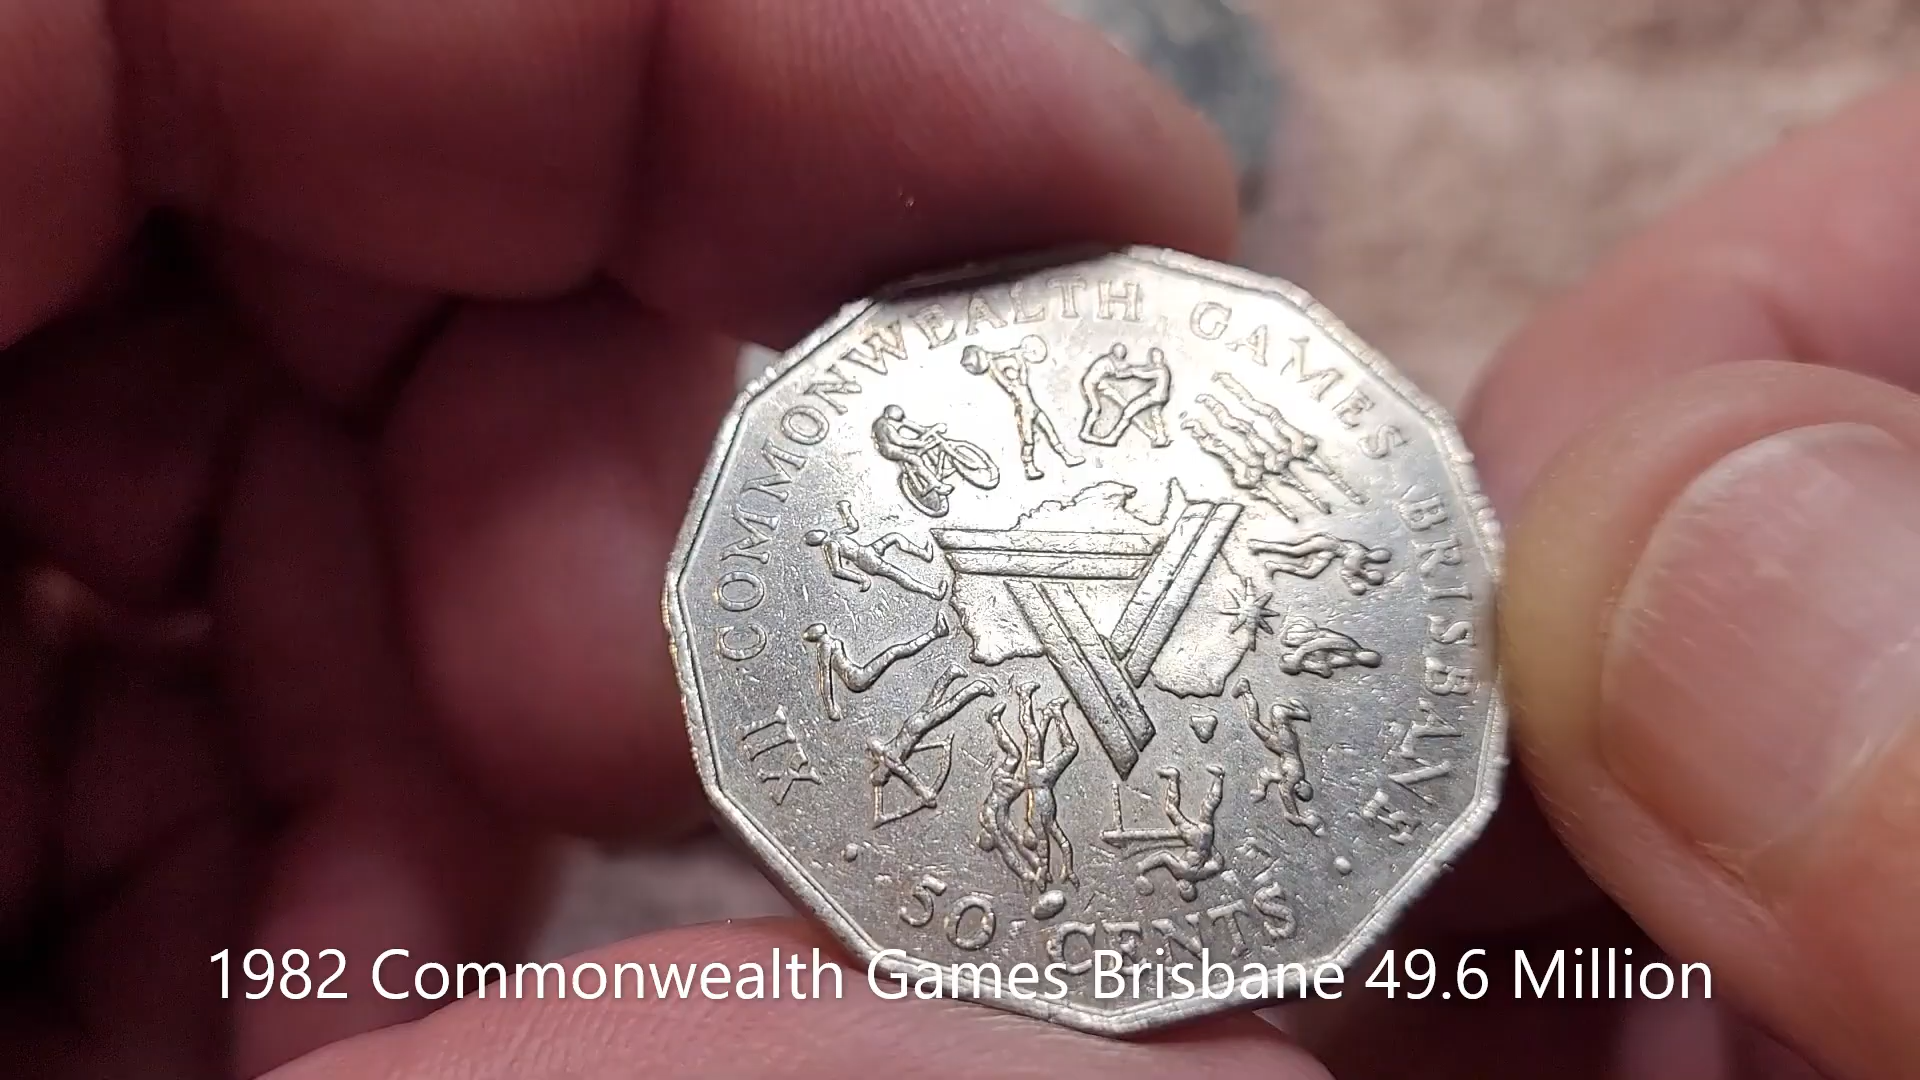 XII COMMONWEALTH GAMES BRISBANE
50 CENTS
1982 Commonwealth Games Brisbane 49.6 Million